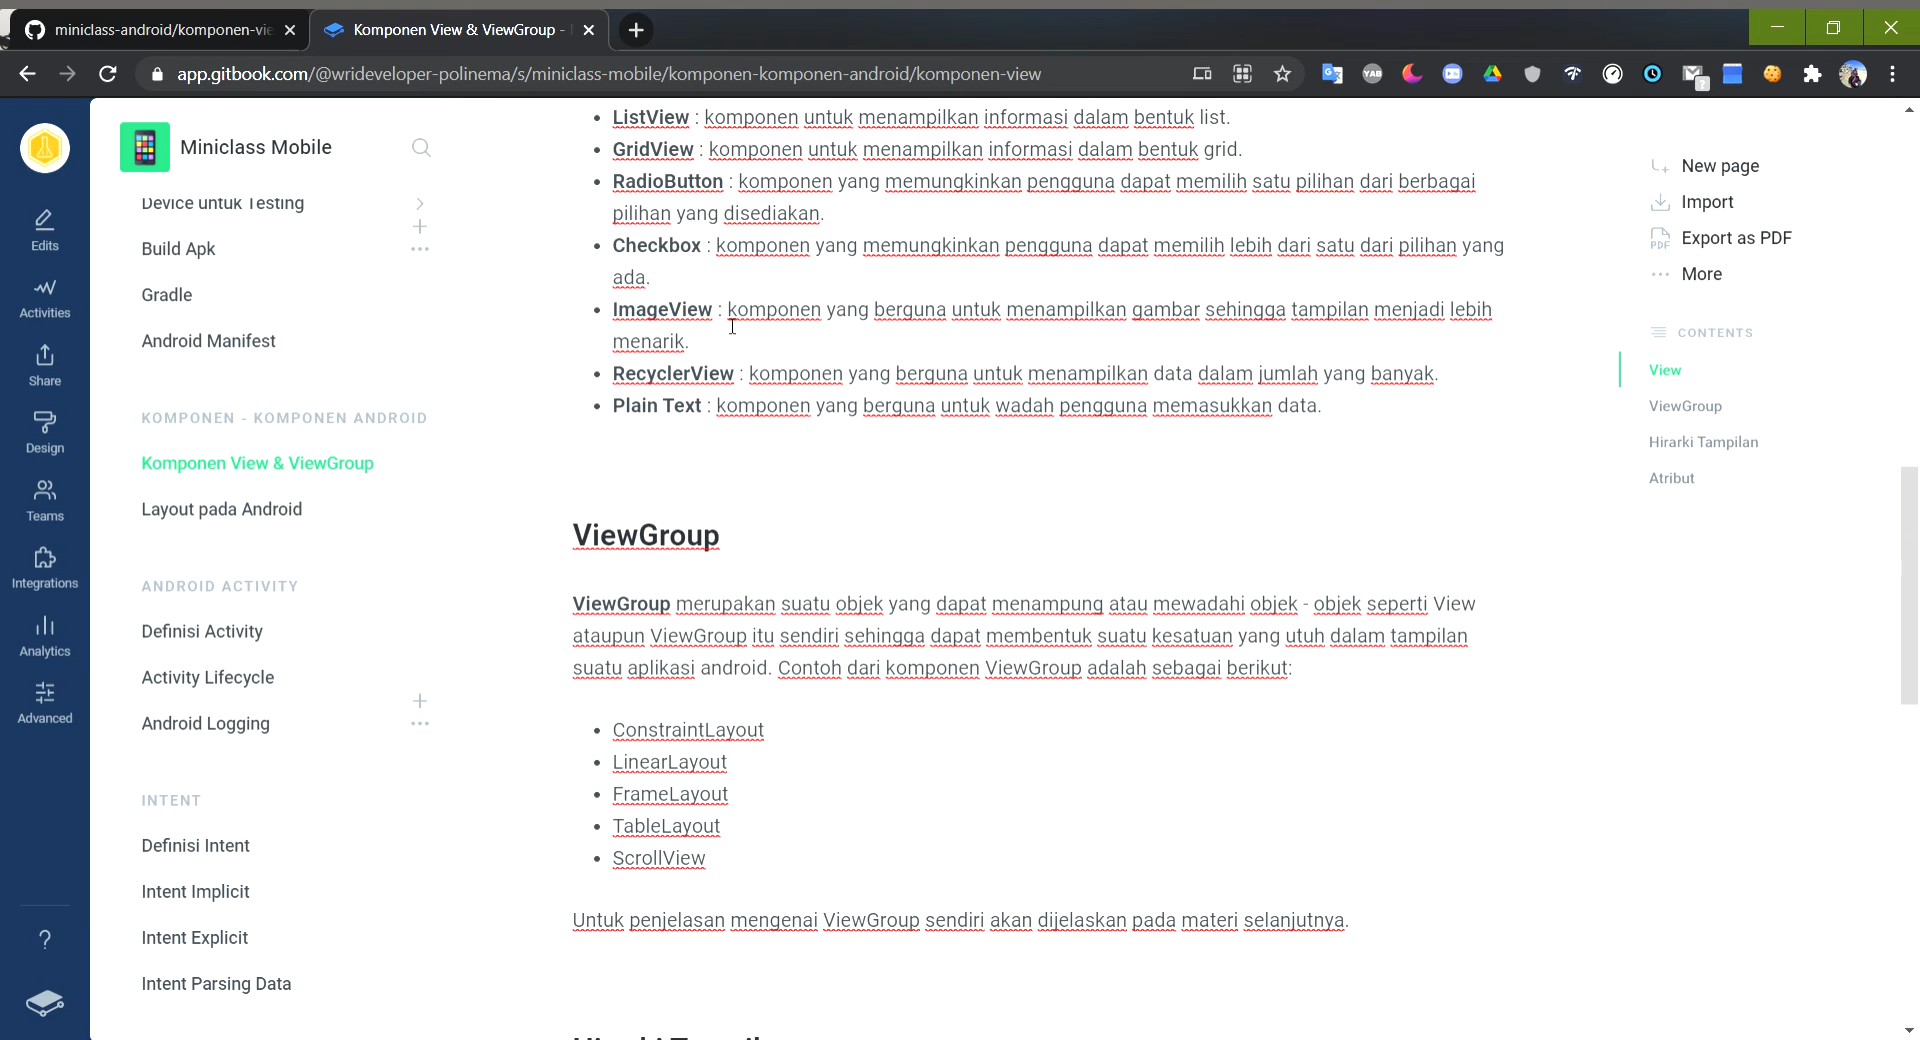 miniclass-android/komponen-vie
Komponen View & ViewGroup -
app.gitbook.com/@wrideveloper-polinema/s/miniclass-mobile/komponen-komponen-android/komponen-view
Edits
Activities
Share
Design
Teams
Integrations
Analytics
Advanced
?
Miniclass Mobile
Device untuk Testing
Build Apk
Gradle
Android Manifest
KOMPONEN - KOMPONEN ANDROID
Komponen View & ViewGroup
Layout pada Android
ANDROID ACTIVITY
Definisi Activity
Activity Lifecycle
Android Logging
INTENT
Definisi Intent
Intent Implicit
Intent Explicit
Intent Parsing Data
• ListView : komponen untuk menampilkan informasi dalam bentuk list.
• GridView : komponen untuk menampilkan informasi dalam bentuk grid.
• RadioButton : komponen yang memungkinkan pengguna dapat memilih satu pilihan dari berbagai
pilihan yang disediakan.
• Checkbox : komponen yang memungkinkan pengguna dapat memilih lebih dari satu dari pilihan yang
ada.
• ImageView : komponen yang berguna untuk menampilkan gambar sehingga tampilan menjadi lebih
menarik.
• RecyclerView : komponen yang berguna untuk menampilkan data dalam jumlah yang banyak.
• Plain Text : komponen yang berguna untuk wadah pengguna memasukkan data.
ViewGroup
ViewGroup merupakan suatu objek yang dapat menampung atau mewadahi objek - objek seperti View
ataupun ViewGroup itu sendiri sehingga dapat membentuk suatu kesatuan yang utuh dalam tampilan
suatu aplikasi android. Contoh dari komponen ViewGroup adalah sebagai berikut:
• ConstraintLayout
• LinearLayout
• FrameLayout
• TableLayout
• ScrollView
Untuk penjelasan mengenai ViewGroup sendiri akan dijelaskan pada materi selanjutnya.
New page
Import
PDF Export as PDF
More
CONTENTS
View
ViewGroup
Hirarki Tampilan
Atribut